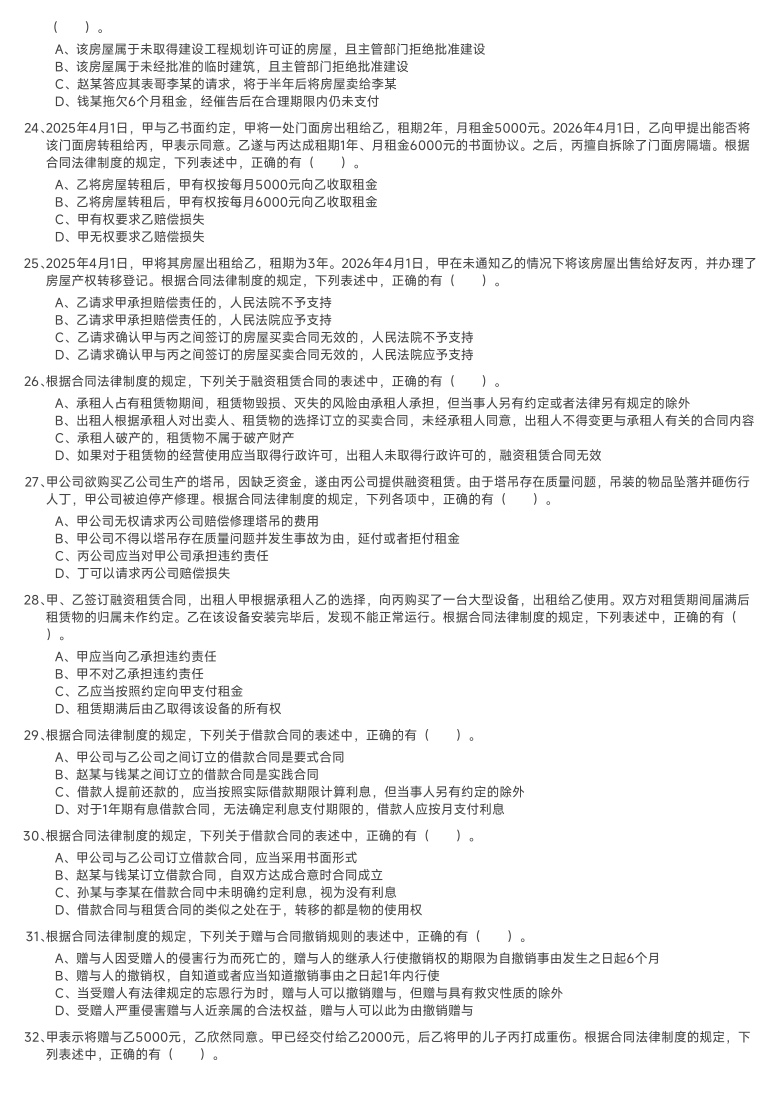 （　　）。
A、该房屋属于未取得建设工程规划许可证的房屋，且主管部门拒绝批准建设
B、该房屋属于未经批准的临时建筑，且主管部门拒绝批准建设
C、赵某答应其表哥李某的请求，将于半年后将房屋卖给李某
D、钱某拖欠6个月租金，经催告后在合理期限内仍未支付
24、2025年4月1日，甲与乙书面约定，甲将一处门面房出租给乙，租期2年，月租金5000元。2026年4月1日，乙向甲提出能否将
该门面房转租给丙，甲表示同意。乙遂与丙达成租期1年、月租金6000元的书面协议。之后，丙擅自拆除了门面房隔墙。根据
合同法律制度的规定，下列表述中，正确的有（　　）。
A、乙将房屋转租后，甲有权按每月5000元向乙收取租金
B、乙将房屋转租后，甲有权按每月6000元向乙收取租金
C、甲有权要求乙赔偿损失
D、甲无权要求乙赔偿损失
25、2025年4月1日，甲将其房屋出租给乙，租期为3年。2026年4月1日，甲在未通知乙的情况下将该房屋出售给好友丙，并办理了
房屋产权转移登记。根据合同法律制度的规定，下列表述中，正确的有（　　）。
A、乙请求甲承担赔偿责任的，人民法院不予支持
B、乙请求甲承担赔偿责任的，人民法院应予支持
C、乙请求确认甲与丙之间签订的房屋买卖合同无效的，人民法院不予支持
D、乙请求确认甲与丙之间签订的房屋买卖合同无效的，人民法院应予支持
26、根据合同法律制度的规定，下列关于融资租赁合同的表述中，正确的有（　　）。
A、承租人占有租赁物期间，租赁物毁损、灭失的风险由承租人承担，但当事人另有约定或者法律另有规定的除外
B、出租人根据承租人对出卖人、租赁物的选择订立的买卖合同，未经承租人同意，出租人不得变更与承租人有关的合同内容
C、承租人破产的，租赁物不属于破产财产
D、如果对于租赁物的经营使用应当取得行政许可，出租人未取得行政许可的，融资租赁合同无效
27、甲公司欲购买乙公司生产的塔吊，因缺乏资金，遂由丙公司提供融资租赁。由于塔吊存在质量问题，吊装的物品坠落并砸伤行
人丁，甲公司被迫停产修理。根据合同法律制度的规定，下列各项中，正确的有（　　）。
A、甲公司无权请求丙公司赔偿修理塔吊的费用
B、甲公司不得以塔吊存在质量问题并发生事故为由，延付或者拒付租金
C、丙公司应当对甲公司承担违约责任
D、丁可以请求丙公司赔偿损失
28、甲、乙签订融资租赁合同，出租人甲根据承租人乙的选择，向丙购买了一台大型设备，出租给乙使用。双方对租赁期间届满后
租赁物的归属未作约定。乙在该设备安装完毕后，发现不能正常运行。根据合同法律制度的规定，下列表述中，正确的有（
）。
A、甲应当向乙承担违约责任
B、甲不对乙承担违约责任
C、乙应当按照约定向甲支付租金
D、租赁期满后由乙取得该设备的所有权
29、根据合同法律制度的规定，下列关于借款合同的表述中，正确的有（　　）。
A、甲公司与乙公司之间订立的借款合同是要式合同
B、赵某与钱某之间订立的借款合同是实践合同
C、借款人提前还款的，应当按照实际借款期限计算利息，但当事人另有约定的除外
D、对于1年期有息借款合同，无法确定利息支付期限的，借款人应按月支付利息
30、根据合同法律制度的规定，下列关于借款合同的表述中，正确的有（　　）。
A、甲公司与乙公司订立借款合同，应当采用书面形式
B、赵某与钱某订立借款合同，自双方达成合意时合同成立
C、孙某与李某在借款合同中未明确约定利息，视为没有利息
D、借款合同与租赁合同的类似之处在于，转移的都是物的使用权
31、根据合同法律制度的规定，下列关于赠与合同撤销规则的表述中，正确的有（　　）。
A、赠与人因受赠人的侵害行为而死亡的，赠与人的继承人行使撤销权的期限为自撤销事由发生之日起6个月
B、赠与人的撤销权，自知道或者应当知道撤销事由之日起1年内行使
C、当受赠人有法律规定的忘恩行为时，赠与人可以撤销赠与，但赠与具有救灾性质的除外
D、受赠人严重侵害赠与人近亲属的合法权益，赠与人可以此为由撤销赠与
32、甲表示将赠与乙5000元，乙欣然同意。甲已经交付给乙2000元，后乙将甲的儿子丙打成重伤。根据合同法律制度的规定，下
列表述中，正确的有（　　）。